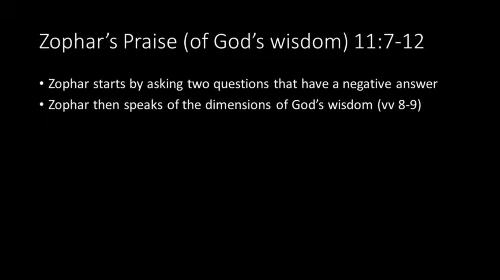 Zophar's Praise (of God's wisdom) 11:7-12
• Zophar starts by asking two questions that have a negative answer
• Zophar then speaks of the dimensions of God's wisdom (vv 8-9)